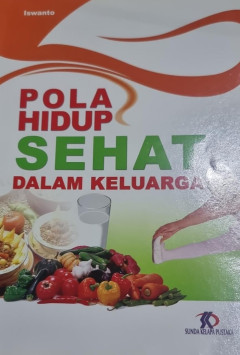 Iswanto
POLA
HIDUP
SEHAT
DALAM KELUARGA
SUNDA KELAPA PUSTAKA